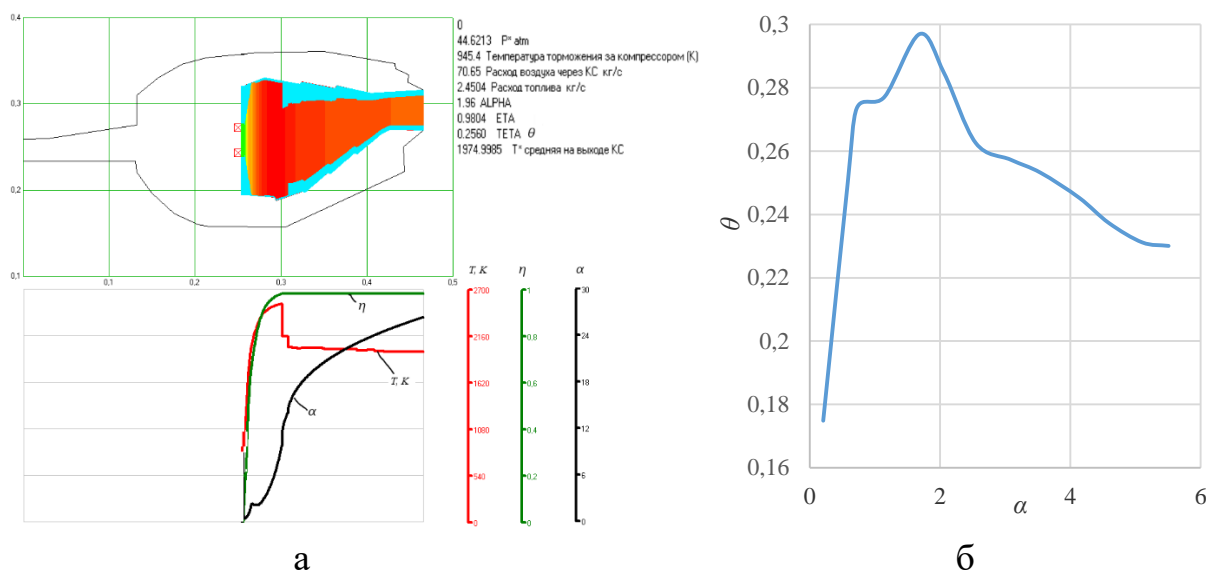 0,4
0,3
0,2
0,1
0,1
0,2
0,3
0,4
0,5
0
44.6213 P* atm
945.4 Температура торможения за компрессором (К)
70.65 Расход воздуха через КС кг/с
2.4504 Расход топлива кг/с
1.96 ALPHA
0.9804 ETA
0.2560 TETA θ
1974.9985 T* средняя на выходе КС
T, K
η
α
2700
2160
1620
1080
540
0
1
0.8
0.6
0.4
0.2
0
30
24
18
12
6
0
η
T, K
α
а
0,3
0,28
0,26
0,24
0,22
0,2
0,18
0,16
θ
0
2
4
6
α
б